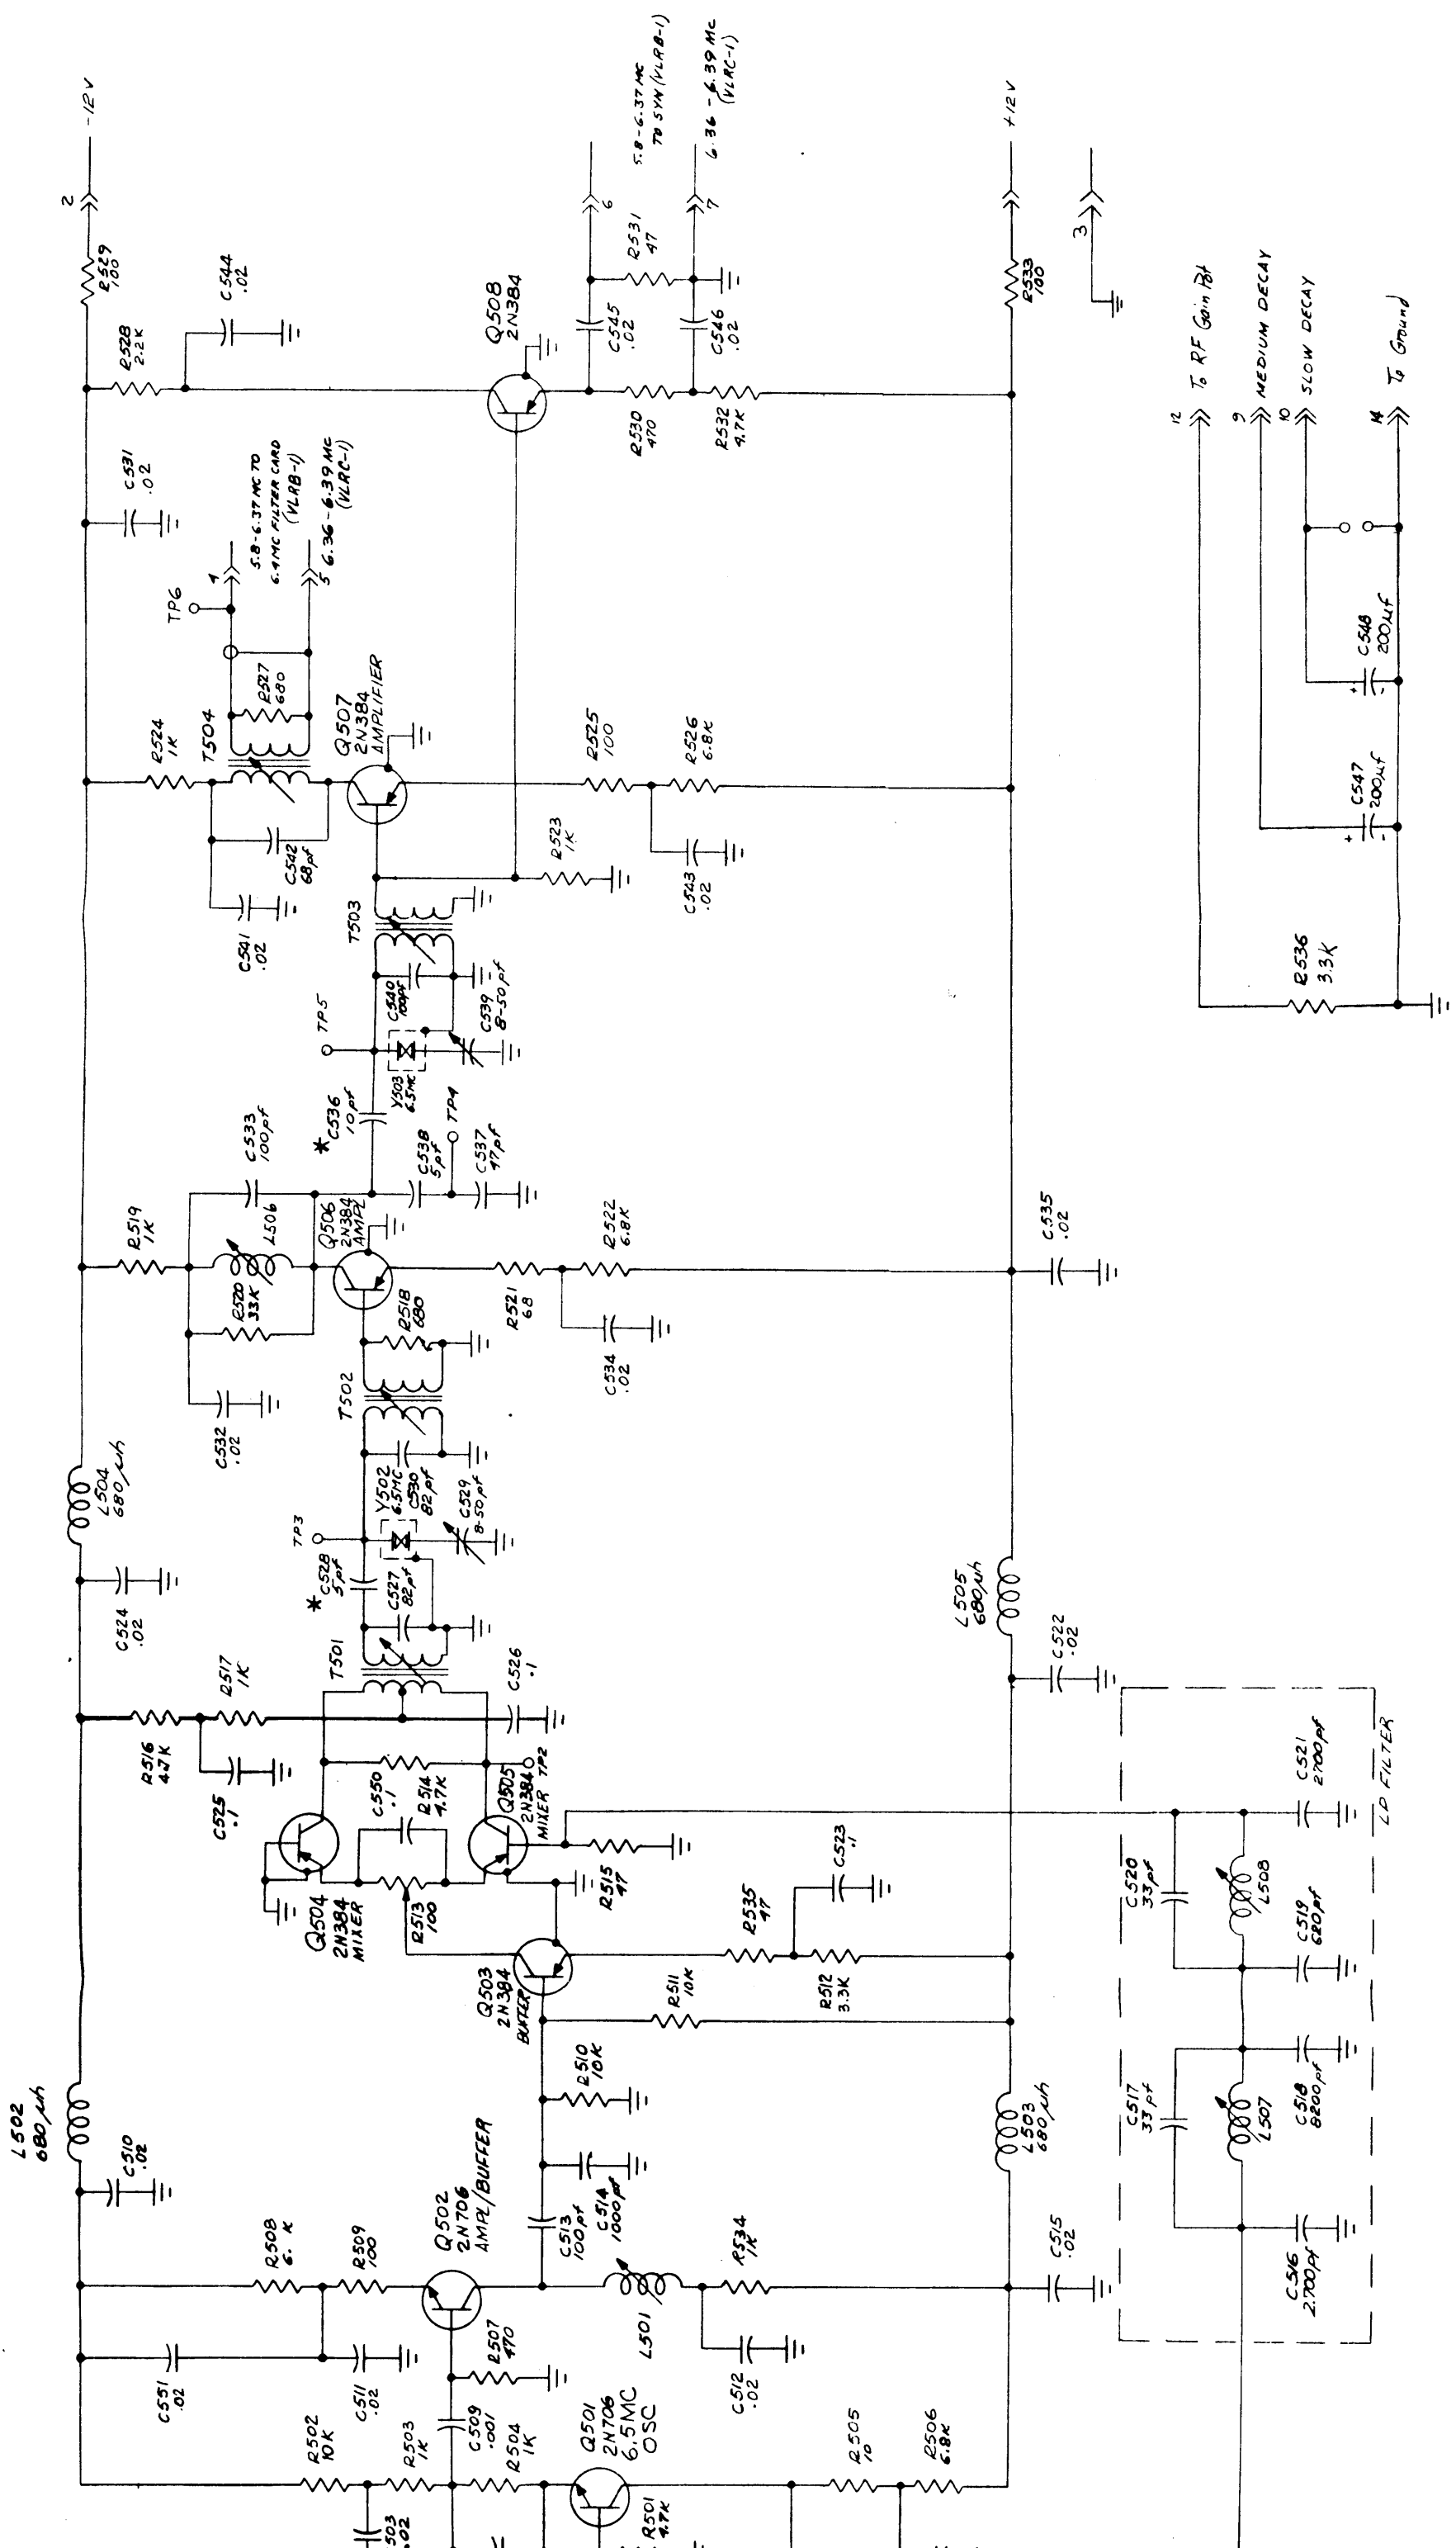 -12V
2
R529
100
C544
.02
R528
2.2K
C531
.02
5.8-6.37 MC TO
6.4 MC FILTER CARD
(VLRB-1)
6.36-6.39 MC
(VLRC-1)
4
5
TP6
R527
680
T504
R524
1K
C542
68pf
C541
.02
Q507
2N384
AMPLIFIER
R525
100
R526
6.8K
C543
.02
R523
1K
Q508
2N384
C545
.02
C546
.02
R530
470
R532
4.7K
R531
47
6
7
5.8-6.37 MC
TO SYN (VLRB-1)
6.36 - 6.39 MC
(VLRC-1)
+12V
R533
100
3
T503
C540
100pf
C539
8-50pf
Y503
6.5MC
TP5
*C536
10pf
C538
5pf
TP4
C537
47pf
C533
100pf
L506
R519
1K
R520
33K
C532
.02
Q506
2N384
AMPL
R518
680
R521
68
R522
6.8K
C534
.02
C535
.02
T502
Y502
6.5MC
C530
82pf
C529
8-50pf
TP3
*C528
5pf
C527
82pf
L504
680 µh
C524
.02
T501
R517
1K
R516
4.7K
C525
.1
C526
.1
C550
.1
R514
4.7K
Q505
2N384
MIXER
TP2
Q504
2N384
MIXER
R513
100
R515
47
C523
.1
R535
47
R512
3.3K
R511
10K
Q503
2N384
BUFFER
R510
10K
L505
680 µh
C522
.02
L502
680 µh
C510
.02
R508
R509
100
Q502
2N706
AMPL/BUFFER
C513
100pf
C514
1000pf
L501
R534
1K
C512
.02
R507
470
C551
.02
C511
.02
L503
680 µh
C515
.02
R502
10K
R503
1K
C509
.001
R504
1K
Q501
2N706
6.5MC
OSC
R501
4.7K
R505
10
R506
6.8K
503
.02
C521
2700pf
LP FILTER
C520
33pf
L508
C519
620pf
C517
33pf
L507
C518
8200pf
C516
2700pf
12
To RF Gain Pot
9
MEDIUM DECAY
10
SLOW DECAY
14
To Ground
C548
200µf
+
-
C547
200µf
+
-
R536
3.3K